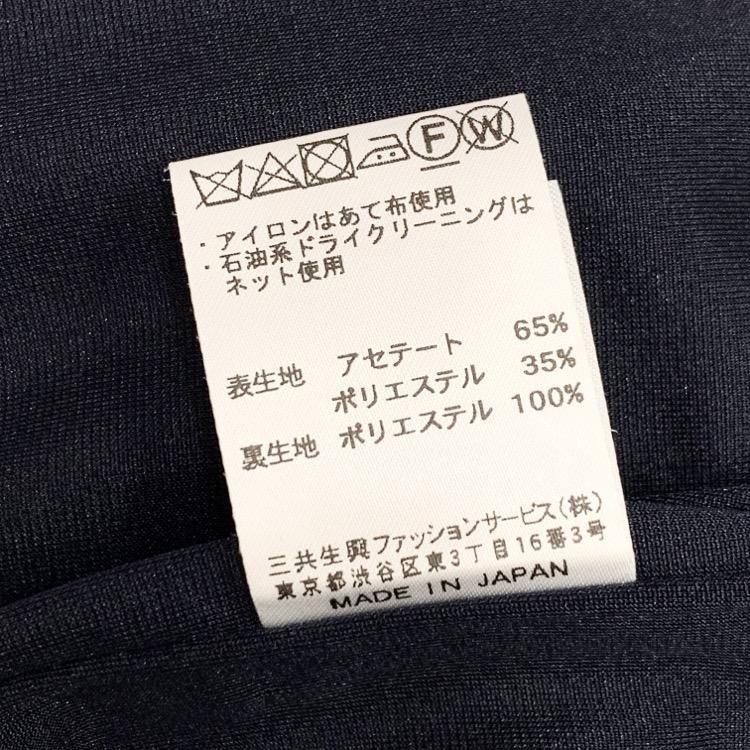 F W
・アイロンはあて布使用
・石油系ドライクリーニングは
ネット使用
表生地 アセテート 65%
ポリエステル 35%
裏生地 ポリエステル 100%
三共生興ファッションサービス(株)
東京都渋谷区東3丁目16番3号
MADE IN JAPAN